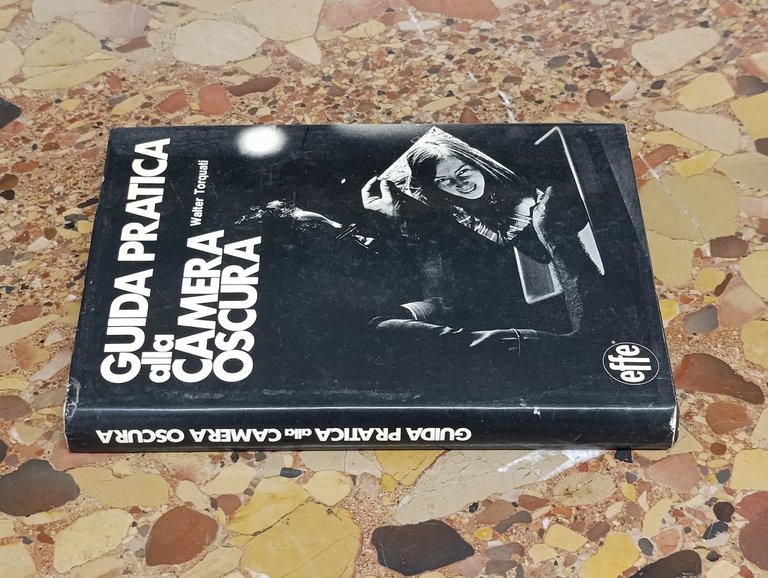 GUIDA PRATICA
alla
CAMERA
OSCURA
Walter Torquati
effe®
GUIDA PRATICA alla CAMERA OSCURA